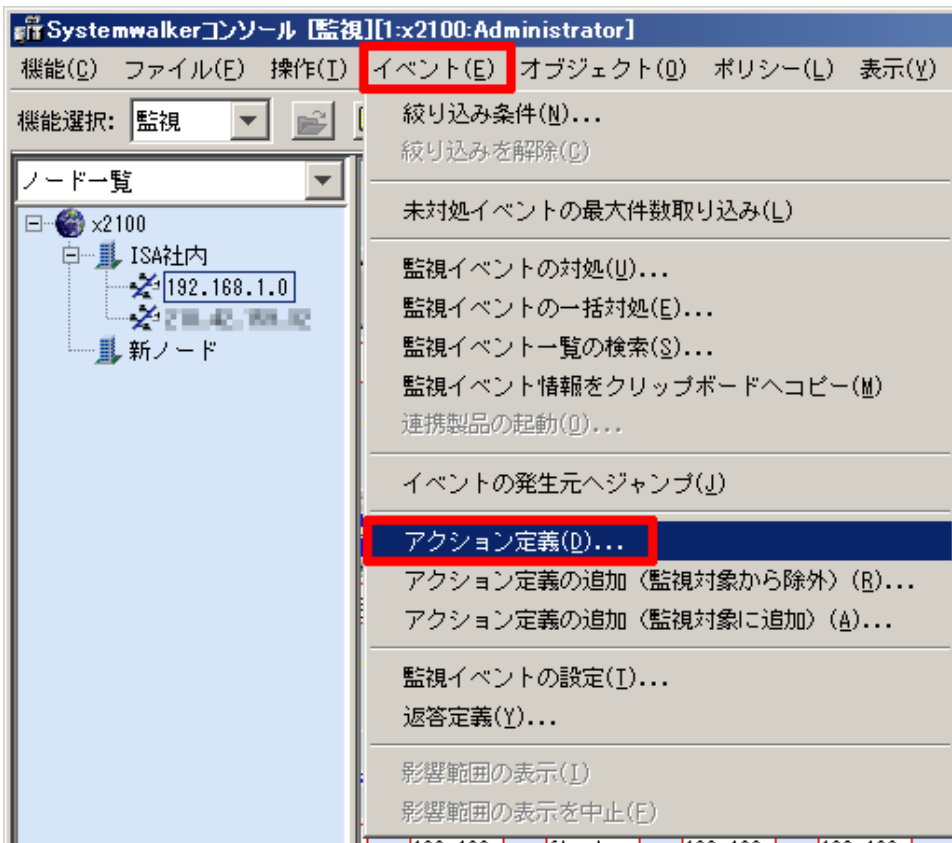 Systemwalkerコンソール [監視][1:x2100:Administrator]
機能(C) ファイル(F) 操作(T) イベント(E) オブジェクト(O) ポリシー(L) 表示(V)
機能選択: 監視
ノード一覧
x2100
ISA社内
192.168.1.0
新ノード
絞り込み条件(N)...
絞り込みを解除(C)
未対処イベントの最大件数取り込み(L)
監視イベントの対処(U)...
監視イベントの一括対処(E)...
監視イベント一覧の検索(S)...
監視イベント情報をクリップボードへコピー(M)
連携製品の起動(O)...
イベントの発生元へジャンプ(J)
アクション定義(D)...
アクション定義の追加（監視対象から除外）(R)...
アクション定義の追加（監視対象に追加）(A)...
監視イベントの設定(T)...
返答定義(Y)...
影響範囲の表示(I)
影響範囲の表示を中止(F)